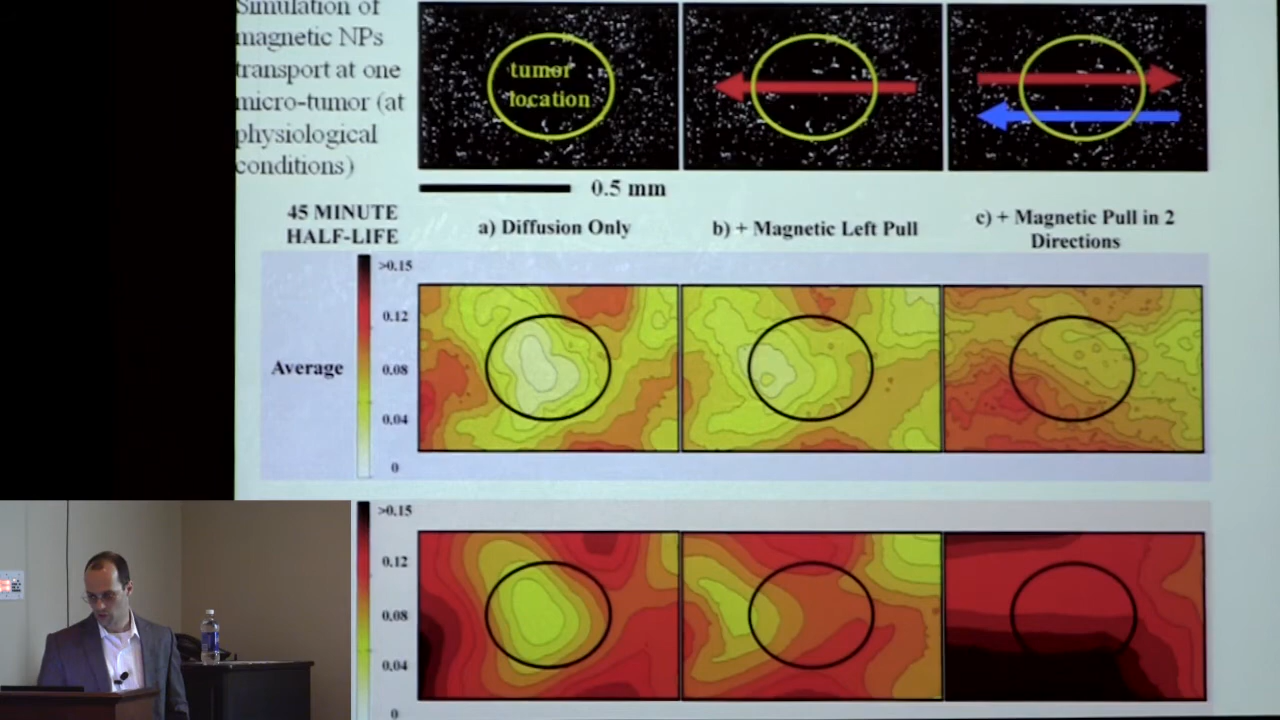 Simulation of
magnetic NPs
transport at one
micro-tumor (at
physiological
conditions)
tumor
location
0.5 mm
45 MINUTE
HALF-LIFE
a) Diffusion Only
b) + Magnetic Left Pull
c) + Magnetic Pull in 2
Directions
>0.15
0.12
Average
0.08
0.04
0
>0.15
0.12
0.08
0.04
0